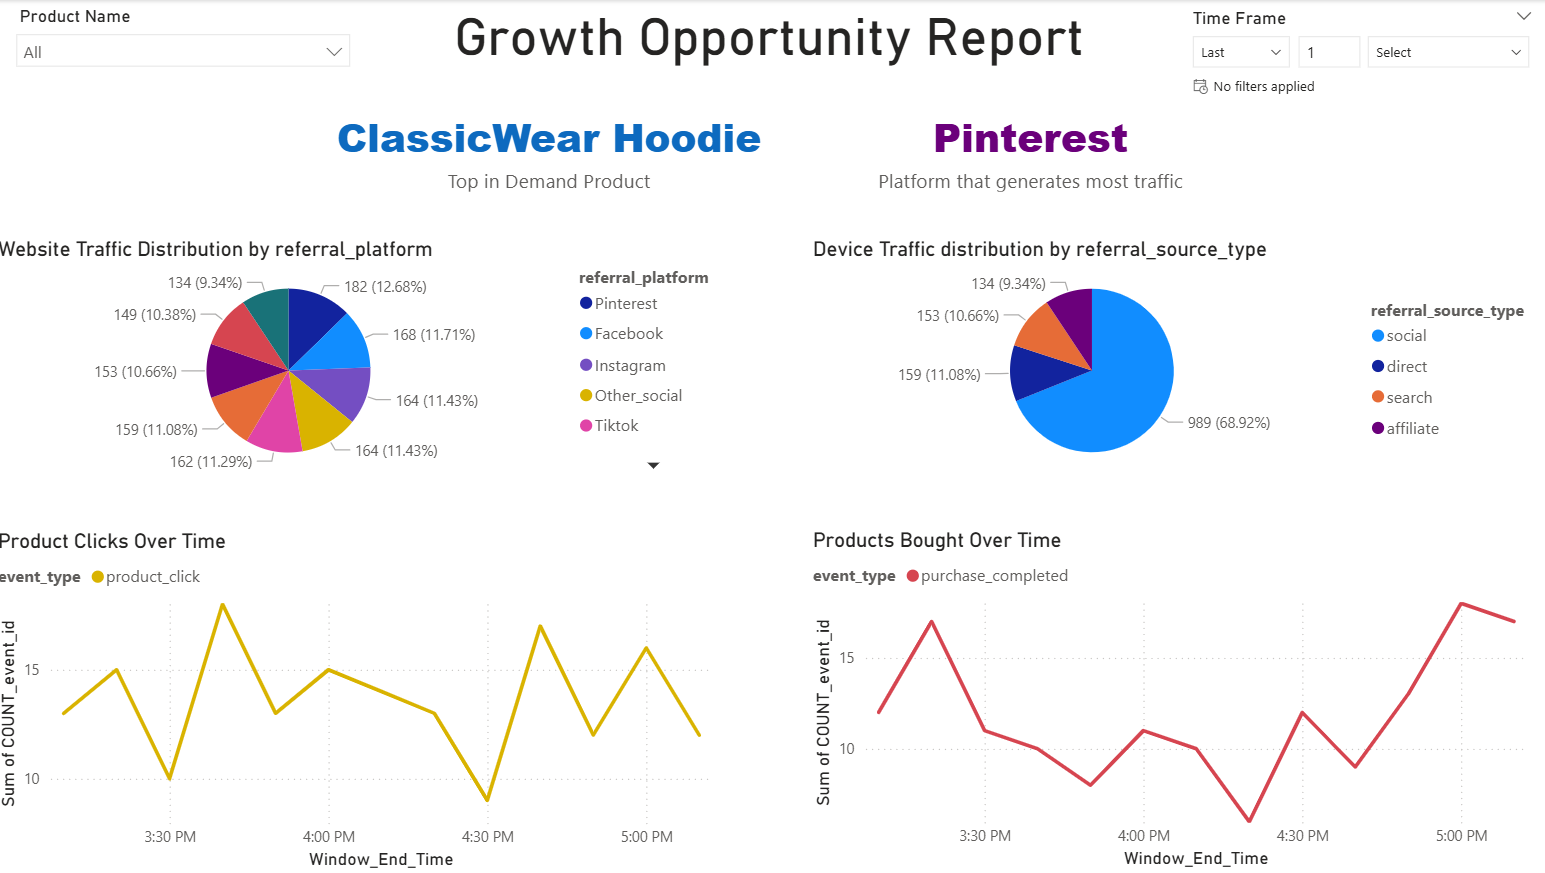 Product Name
All
Growth Opportunity Report
Time Frame
Last
1
Select
No filters applied
ClassicWear Hoodie
Top in Demand Product
Pinterest
Platform that generates most traffic
Website Traffic Distribution by referral_platform
134 (9.34%)
182 (12.68%)
149 (10.38%)
168 (11.71%)
153 (10.66%)
164 (11.43%)
159 (11.08%)
164 (11.43%)
162 (11.29%)
referral_platform
Pinterest
Facebook
Instagram
Other_social
Tiktok
Device Traffic distribution by referral_source_type
134 (9.34%)
153 (10.66%)
159 (11.08%)
989 (68.92%)
referral_source_type
social
direct
search
affiliate
Product Clicks Over Time
event_type product_click
Sum of COUNT_event_id
15
10
3:30 PM 4:00 PM 4:30 PM 5:00 PM
Window_End_Time
Products Bought Over Time
event_type purchase_completed
Sum of COUNT_event_id
15
10
3:30 PM 4:00 PM 4:30 PM 5:00 PM
Window_End_Time